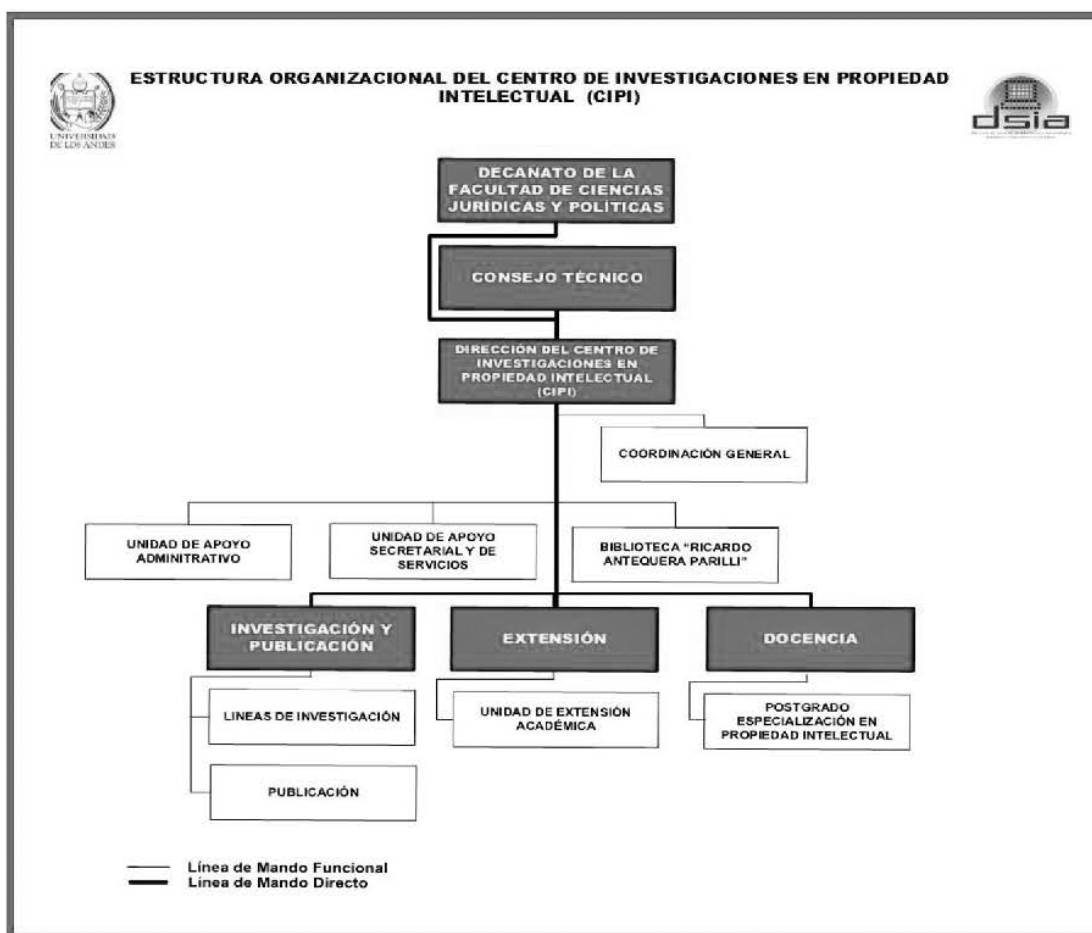 ESTRUCTURA ORGANIZACIONAL DEL CENTRO DE INVESTIGACIONES EN PROPIEDAD
INTELECTUAL (CIPI)
UNIVERSIDAD
DE LOS ANDES
dsia
DECANATO DE LA
FACULTAD DE CIENCIAS
JURÍDICAS Y POLÍTICAS
CONSEJO TÉCNICO
DIRECCIÓN DEL CENTRO DE
INVESTIGACIONES EN
PROPIEDAD INTELECTUAL
(CIPI)
COORDINACIÓN GENERAL
UNIDAD DE APOYO
ADMINITRATIVO
UNIDAD DE APOYO
SECRETARIAL Y DE
SERVICIOS
BIBLIOTECA “RICARDO
ANTEQUERA PARILLI”
INVESTIGACIÓN Y
PUBLICACIÓN
EXTENSIÓN
DOCENCIA
LINEAS DE INVESTIGACIÓN
UNIDAD DE EXTENSIÓN
ACADÉMICA
POSTGRADO
ESPECIALIZACIÓN EN
PROPIEDAD INTELECTUAL
PUBLICACIÓN
Línea de Mando Funcional
Línea de Mando Directo